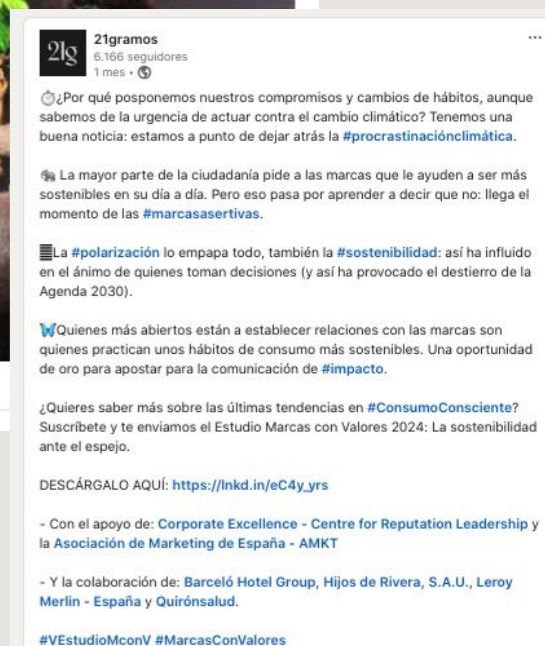 21g
21gramos
6.166 seguidores
1 mes •
⏱¿Por qué posponemos nuestros compromisos y cambios de hábitos, aunque
sabemos de la urgencia de actuar contra el cambio climático? Tenemos una
buena noticia: estamos a punto de dejar atrás la #procrastinaciónclimática.
🐘 La mayor parte de la ciudadanía pide a las marcas que le ayuden a ser más
sostenibles en su día a día. Pero eso pasa por aprender a decir que no: llega el
momento de las #marcasasertivas.
La #polarización lo empapa todo, también la #sostenibilidad: así ha influido
en el ánimo de quienes toman decisiones (y así ha provocado el destierro de la
Agenda 2030).
🦋Quienes más abiertos están a establecer relaciones con las marcas son
quienes practican unos hábitos de consumo más sostenibles. Una oportunidad
de oro para apostar para la comunicación de #impacto.
¿Quieres saber más sobre las últimas tendencias en #ConsumoConsciente?
Suscríbete y te enviamos el Estudio Marcas con Valores 2024: La sostenibilidad
ante el espejo.
DESCÁRGALO AQUÍ: https://lnkd.in/eC4y_yrs
- Con el apoyo de: Corporate Excellence - Centre for Reputation Leadership y
la Asociación de Marketing de España - AMKT
- Y la colaboración de: Barceló Hotel Group, Hijos de Rivera, S.A.U., Leroy
Merlin - España y Quirónsalud.
#VEstudioMconV #MarcasConValores